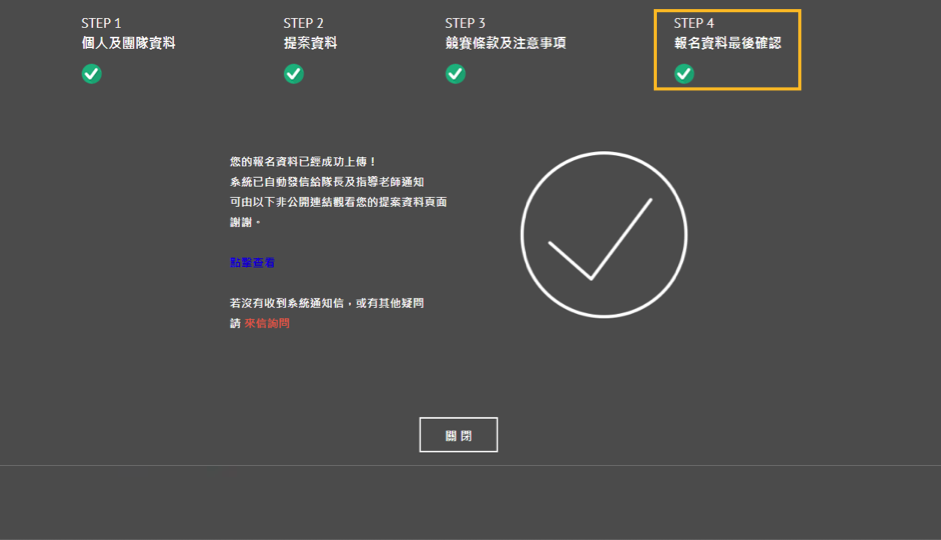 STEP 1
個人及團隊資料
STEP 2
提案資料
STEP 3
競賽條款及注意事項
STEP 4
報名資料最後確認
您的報名資料已經成功上傳！
系統已自動發信給隊長及指導老師通知
可由以下非公開連結觀看您的提案資料頁面
謝謝。
點擊查看
若沒有收到系統通知信，或有其他疑問
請 來信詢問
關 閉